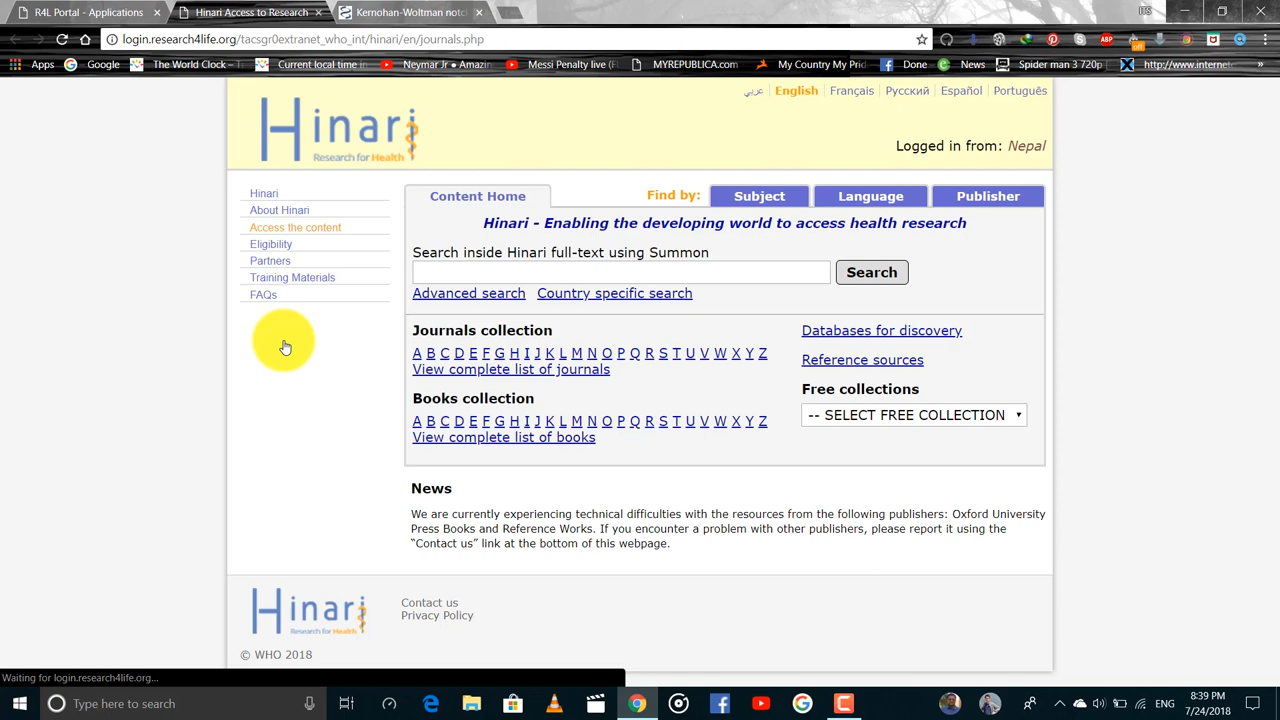 R4L Portal - Applications
Hinari Access to Research
Kernohan-Woltman notc
login.research4life.org/tacsgr0extranet_who_int/hinari/en/journals.php
Apps
Google
The World Clock – T
Current local time in
Neymar Jr ● Amazin
Messi Penalty live (F
MYREPUBLICA.com
My Country My Prid
Done
News
Spider man 3 720p
http://www.internet
»
عربي
English
Français
Русский
Español
Português
Hinari
Research for Health
Logged in from: Nepal
Hinari
About Hinari
Access the content
Eligibility
Partners
Training Materials
FAQs
Content Home
Find by:
Subject
Language
Publisher
Hinari - Enabling the developing world to access health research
Search inside Hinari full-text using Summon
Search
Advanced search
Country specific search
Journals collection
A B C D E F G H I J K L M N O P Q R S T U V W X Y Z
View complete list of journals
Books collection
A B C D E F G H I J K L M N O P Q R S T U V W X Y Z
View complete list of books
Databases for discovery
Reference sources
Free collections
-- SELECT FREE COLLECTION
News
We are currently experiencing technical difficulties with the resources from the following publishers: Oxford University
Press Books and Reference Works. If you encounter a problem with other publishers, please report it using the
“Contact us” link at the bottom of this webpage.
Hinari
Research for Health
Contact us
Privacy Policy
© WHO 2018
Waiting for login.research4life.org...
Type here to search
ENG
8:39 PM
7/24/2018